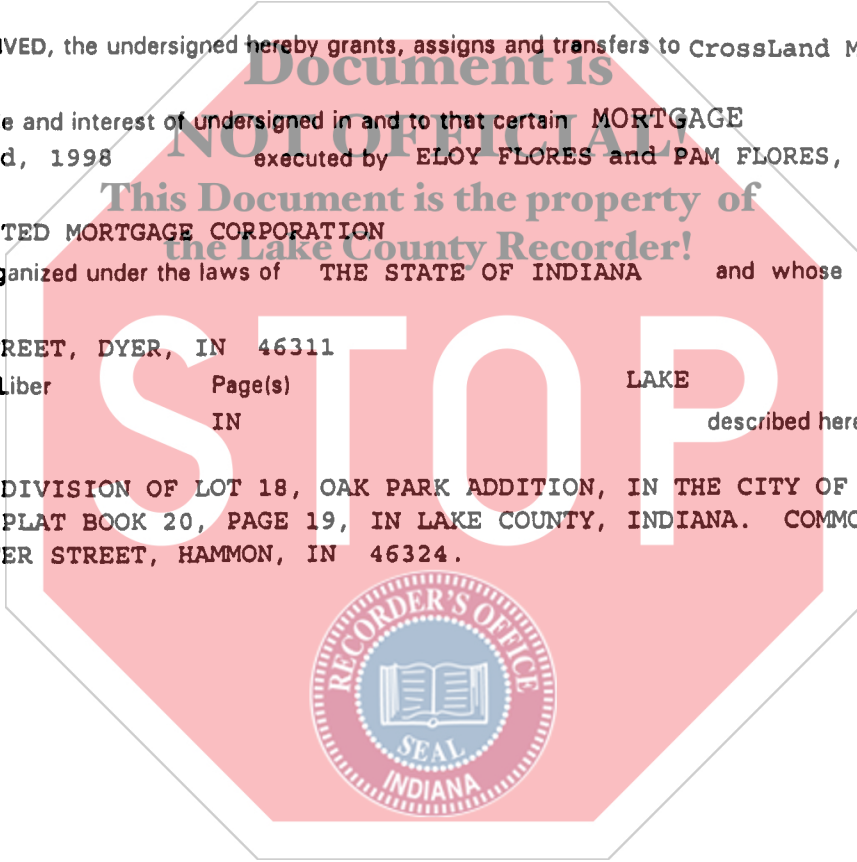 VED, the undersigned hereby grants, assigns and transfers to CrossLand M
Document is
e and interest of undersigned in and to that certain MORTGAGE
NOT OFFICIAL!
d, 1998 executed by ELOY FLORES and PAM FLORES,
This Document is the property of
TED MORTGAGE CORPORATION
the Lake County Recorder!
ganized under the laws of THE STATE OF INDIANA and whose
STOP
REET, DYER, IN 46311
Liber Page(s) LAKE
IN described here
DIVISION OF LOT 18, OAK PARK ADDITION, IN THE CITY OF
PLAT BOOK 20, PAGE 19, IN LAKE COUNTY, INDIANA. COMMO
ER STREET, HAMMON, IN 46324.
RECORDER'S OFFICE
SEAL
INDIANA